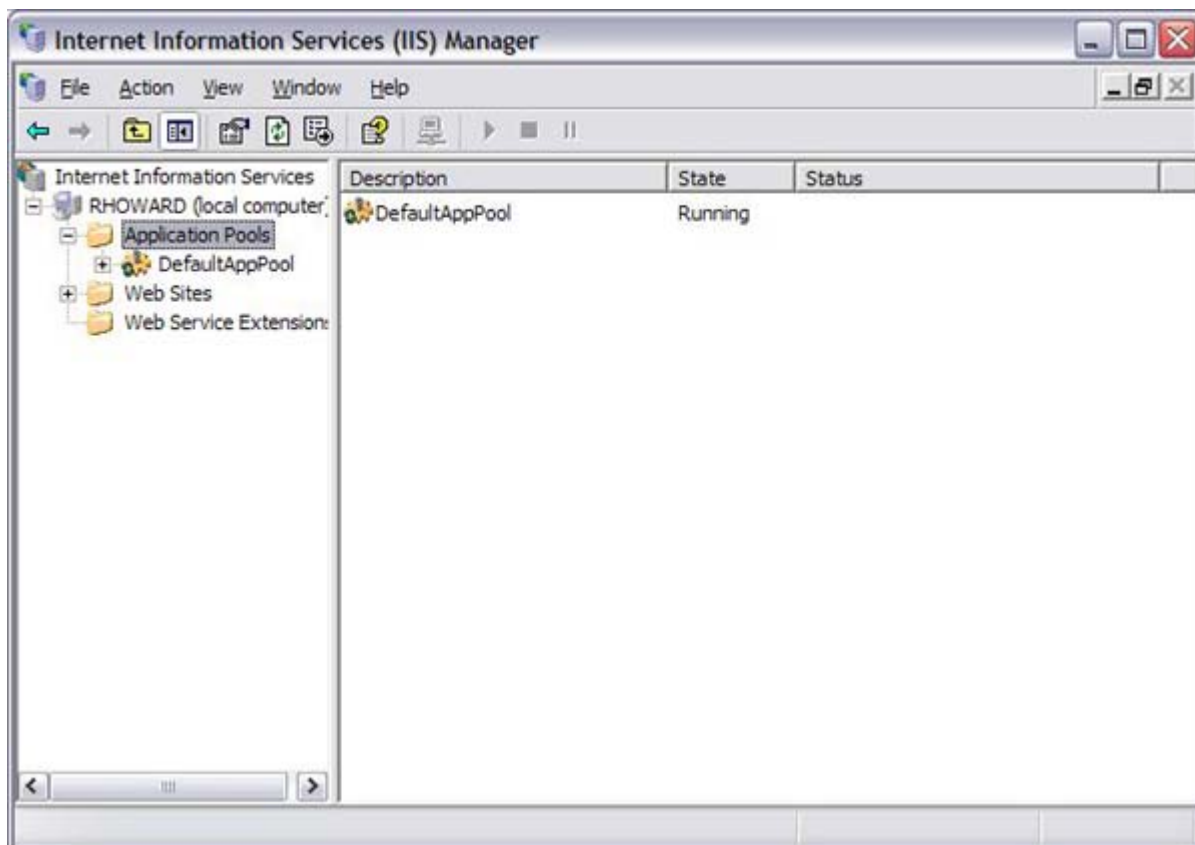 Internet Information Services (IIS) Manager
File Action View Window Help
Internet Information Services
RHOWARD (local computer)
Application Pools
DefaultAppPool
Web Sites
Web Service Extensions
Description State Status
DefaultAppPool Running